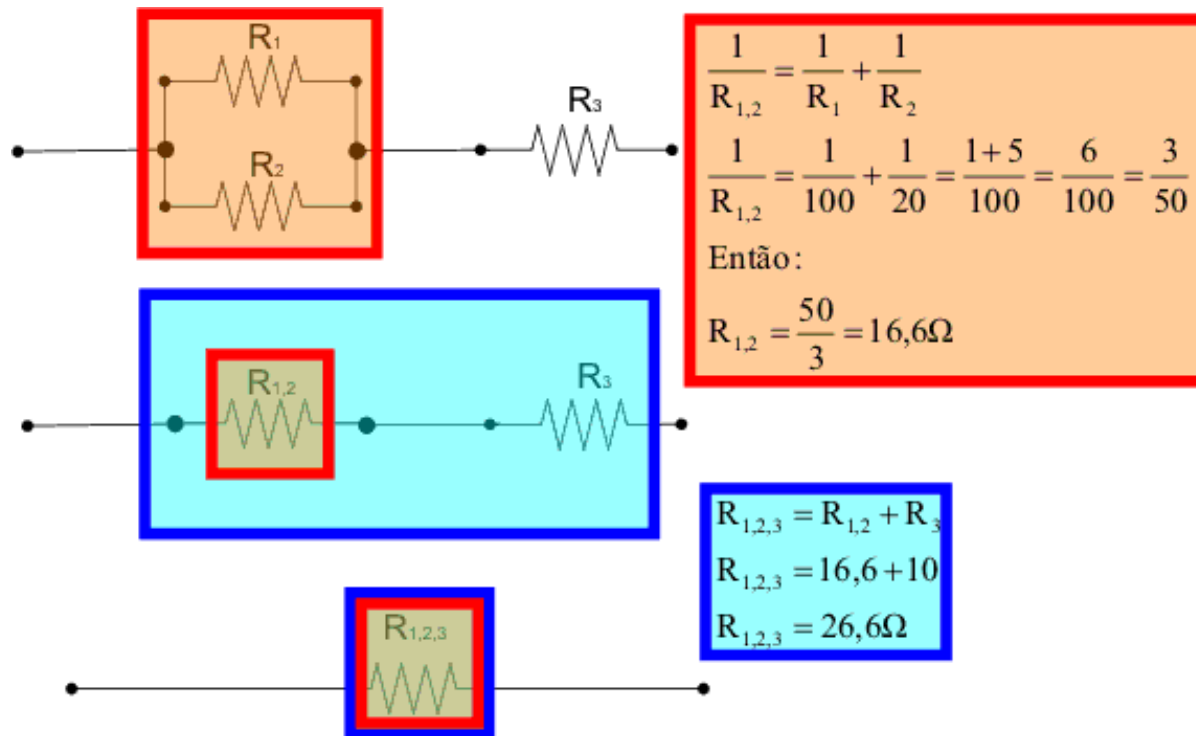 R₁
R₂
R₃
1/R₁,₂ = 1/R₁ + 1/R₂
1/R₁,₂ = 1/100 + 1/20 = 1+5/100 = 6/100 = 3/50
Então:
R₁,₂ = 50/3 = 16,6Ω
R₁,₂
R₃
R₁,₂,₃ = R₁,₂ + R₃
R₁,₂,₃ = 16,6 + 10
R₁,₂,₃ = 26,6Ω
R₁,₂,₃